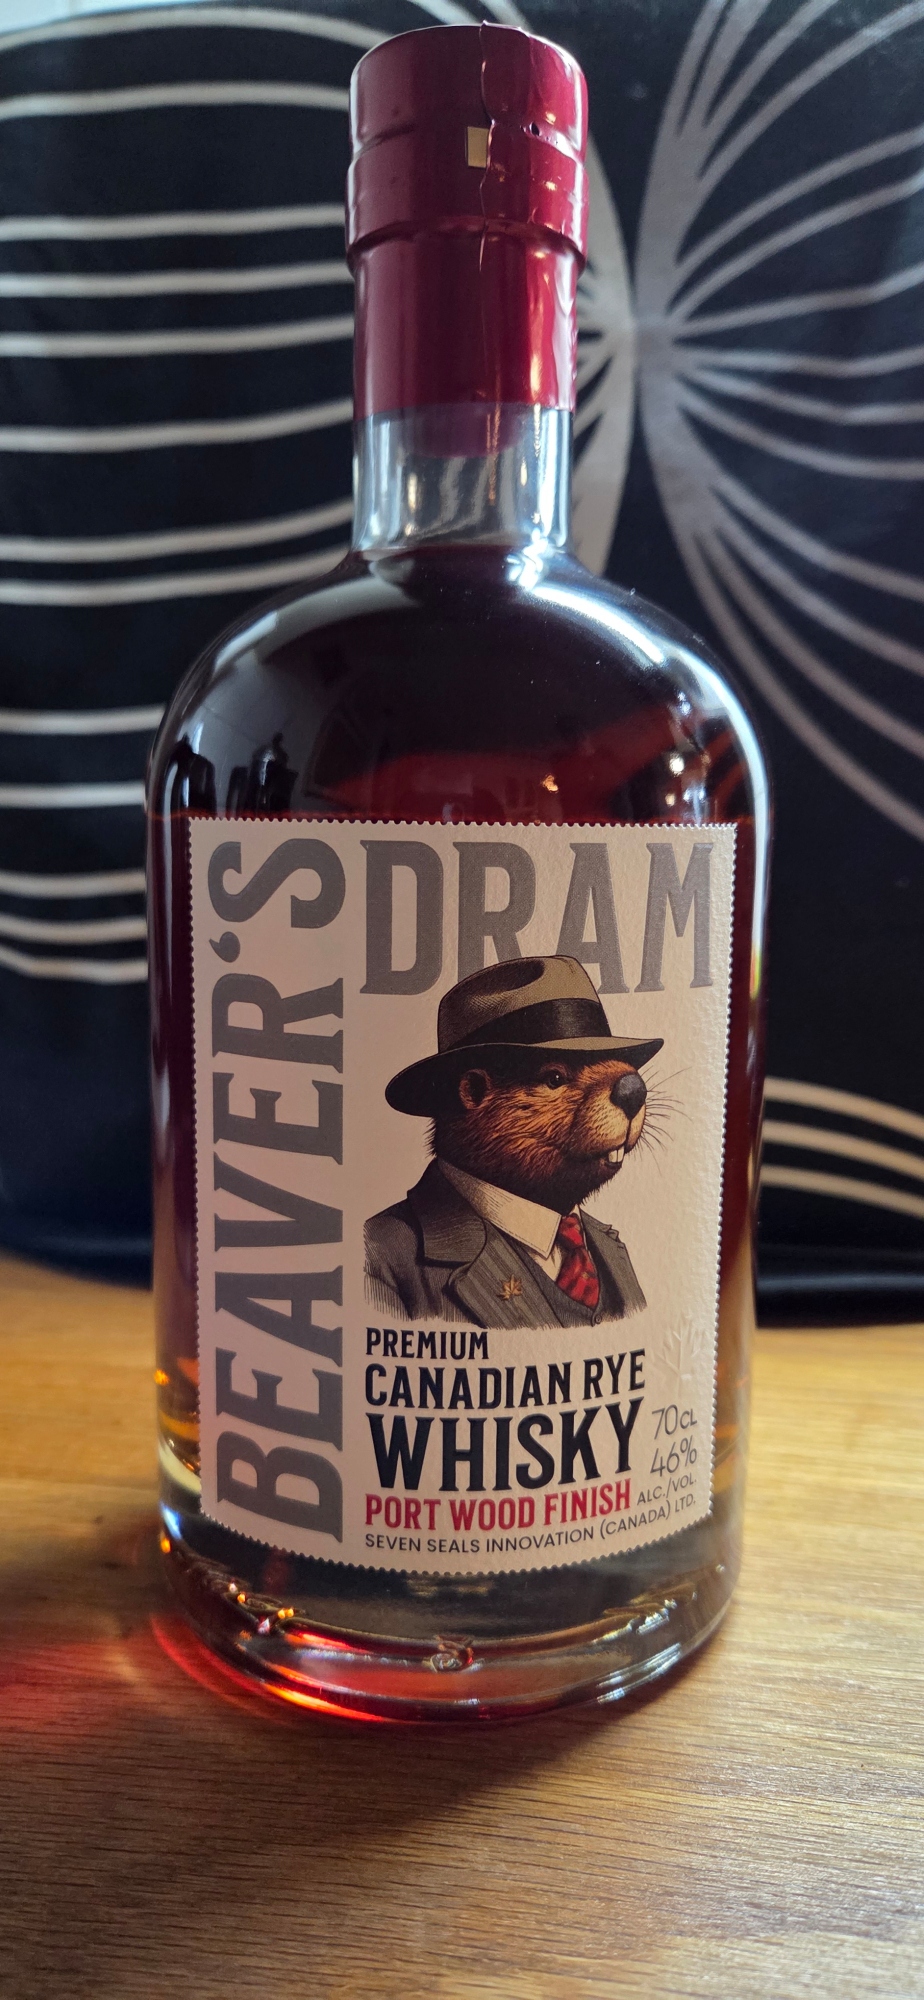 BEAVER'S
DRAM
PREMIUM
CANADIAN RYE
WHISKY
PORT WOOD FINISH
70CL
46%
ALC./VOL.
SEVEN SEALS INNOVATION (CANADA) LTD.